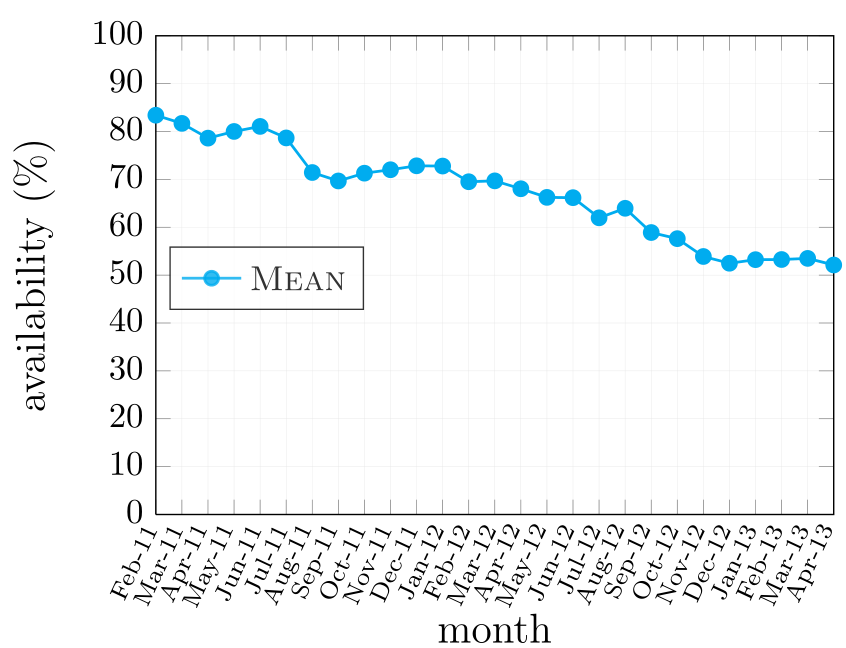 100
90
80
70
60
50
40
30
20
10
0
availability (%)
Mean
Feb-11
Mar-11
Apr-11
May-11
Jun-11
Jul-11
Aug-11
Sep-11
Oct-11
Nov-11
Dec-11
Jan-12
Feb-12
Mar-12
Apr-12
May-12
Jun-12
Jul-12
Aug-12
Sep-12
Oct-12
Nov-12
Dec-12
Jan-13
Feb-13
Mar-13
Apr-13
month